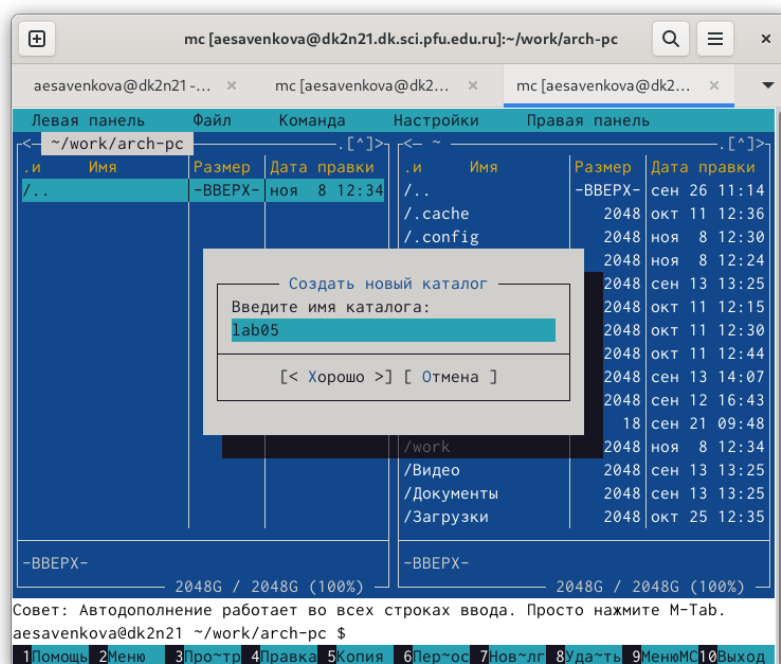 mc [aesavenkova@dk2n21.dk.sci.pfu.edu.ru]:~/work/arch-pc
aesavenkova@dk2n21 -... × mc [aesavenkova@dk2... × mc [aesavenkova@dk2... ×
Левая панель Файл Команда Настройки Правая панель
<— ~/work/arch-pc .[^]> <— ~ .[^]>
.и Имя Размер Дата правки .и Имя Размер Дата правки
/.. -ВВЕРХ- ноя 8 12:34 /.. -ВВЕРХ- сен 26 11:14
/.cache 2048 окт 11 12:36
/.config 2048 ноя 8 12:30
2048 ноя 8 12:24
Создать новый каталог 2048 сен 13 13:25
Введите имя каталога: 2048 окт 11 12:15
lab05 2048 окт 11 12:30
2048 окт 11 12:44
[< Хорошо >] [ Отмена ] 2048 сен 13 14:07
2048 сен 12 16:43
18 сен 21 09:48
/work 2048 ноя 8 12:34
/Видео 2048 сен 13 13:25
/Документы 2048 сен 13 13:25
/Загрузки 2048 окт 25 12:35
-ВВЕРХ- -ВВЕРХ-
2048G / 2048G (100%) 2048G / 2048G (100%)
Совет: Автодополнение работает во всех строках ввода. Просто нажмите M-Tab.
aesavenkova@dk2n21 ~/work/arch-pc $
1Помощь 2Меню 3Про~тр 4Правка 5Копия 6Пер~ос 7Нов~лг 8Уда~ть 9МенюMC 10Выход